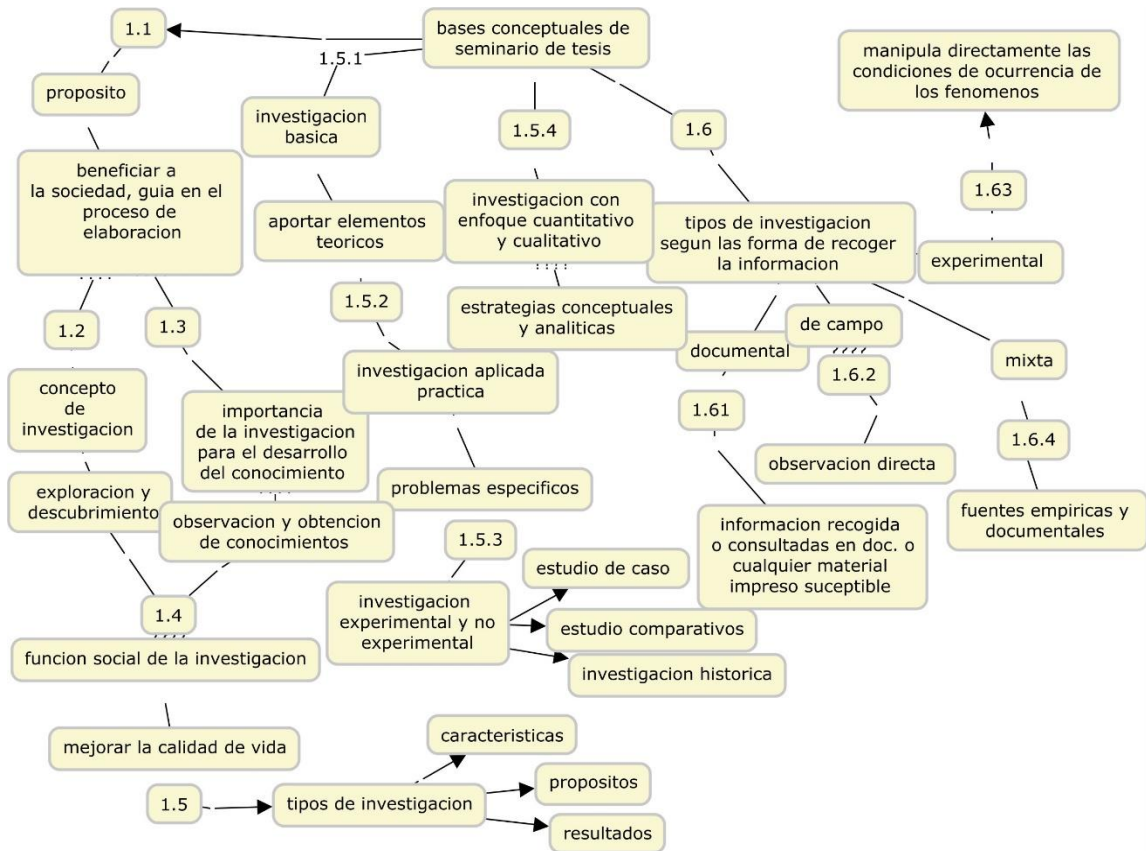 bases conceptuales de
seminario de tesis
1.1
proposito
beneficiar a
la sociedad, guia en el
proceso de
elaboracion
1.2
concepto
de
investigacion
exploracion y
descubrimiento
1.3
importancia
de la investigacion
para el desarrollo
del conocimiento
observacion y obtencion
de conocimientos
1.4
funcion social de la investigacion
mejorar la calidad de vida
1.5
tipos de investigacion
caracteristicas
propositos
resultados
1.5.1
investigacion
basica
aportar elementos
teoricos
1.5.2
investigacion aplicada
practica
problemas especificos
1.5.3
investigacion
experimental y no
experimental
estudio de caso
estudio comparativos
investigacion historica
1.5.4
investigacion con
enfoque cuantitativo
y cualitativo
estrategias conceptuales
y analiticas
1.6
tipos de investigacion
segun las forma de recoger
la informacion
documental
1.61
informacion recogida
o consultadas en doc. o
cualquier material
impreso suceptible
de campo
1.6.2
observacion directa
experimental
1.63
manipula directamente las
condiciones de ocurrencia de
los fenomenos
mixta
1.6.4
fuentes empiricas y
documentales